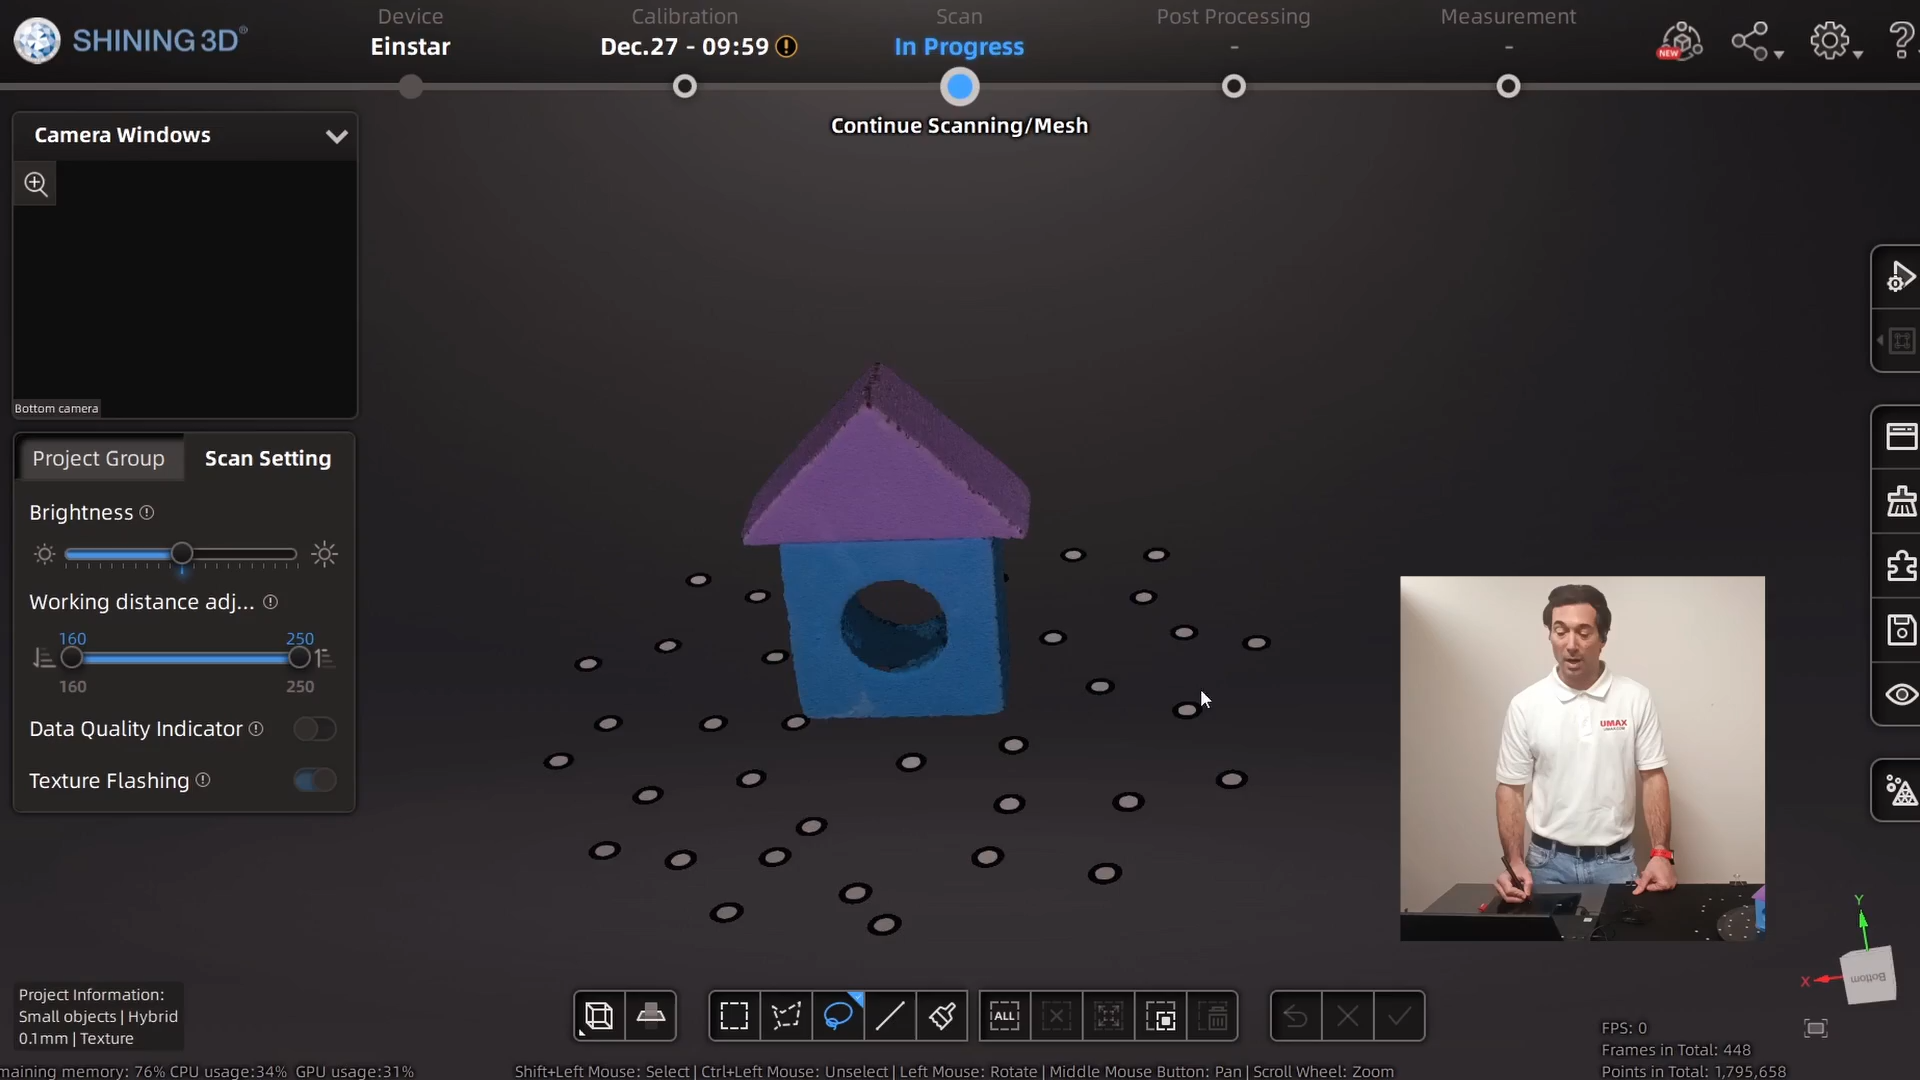 SHINING 3D®
Device
Einstar
Calibration
Dec.27 - 09:59
Scan
In Progress
Continue Scanning/Mesh
Post Processing
-
Measurement
-
NEW
Camera Windows
Bottom camera
Project Group
Scan Setting
Brightness
Working distance adj...
160
250
160
250
Data Quality Indicator
Texture Flashing
UMAX
Y
X
Bottom
Project Information:
Small objects | Hybrid
0.1mm | Texture
ALL
FPS: 0
Frames in Total: 448
Points in Total: 1,795,658
maining memory: 76% CPU usage:34% GPU usage:31%
Shift+Left Mouse: Select | Ctrl+Left Mouse: Unselect | Left Mouse: Rotate | Middle Mouse Button: Pan | Scroll Wheel: Zoom